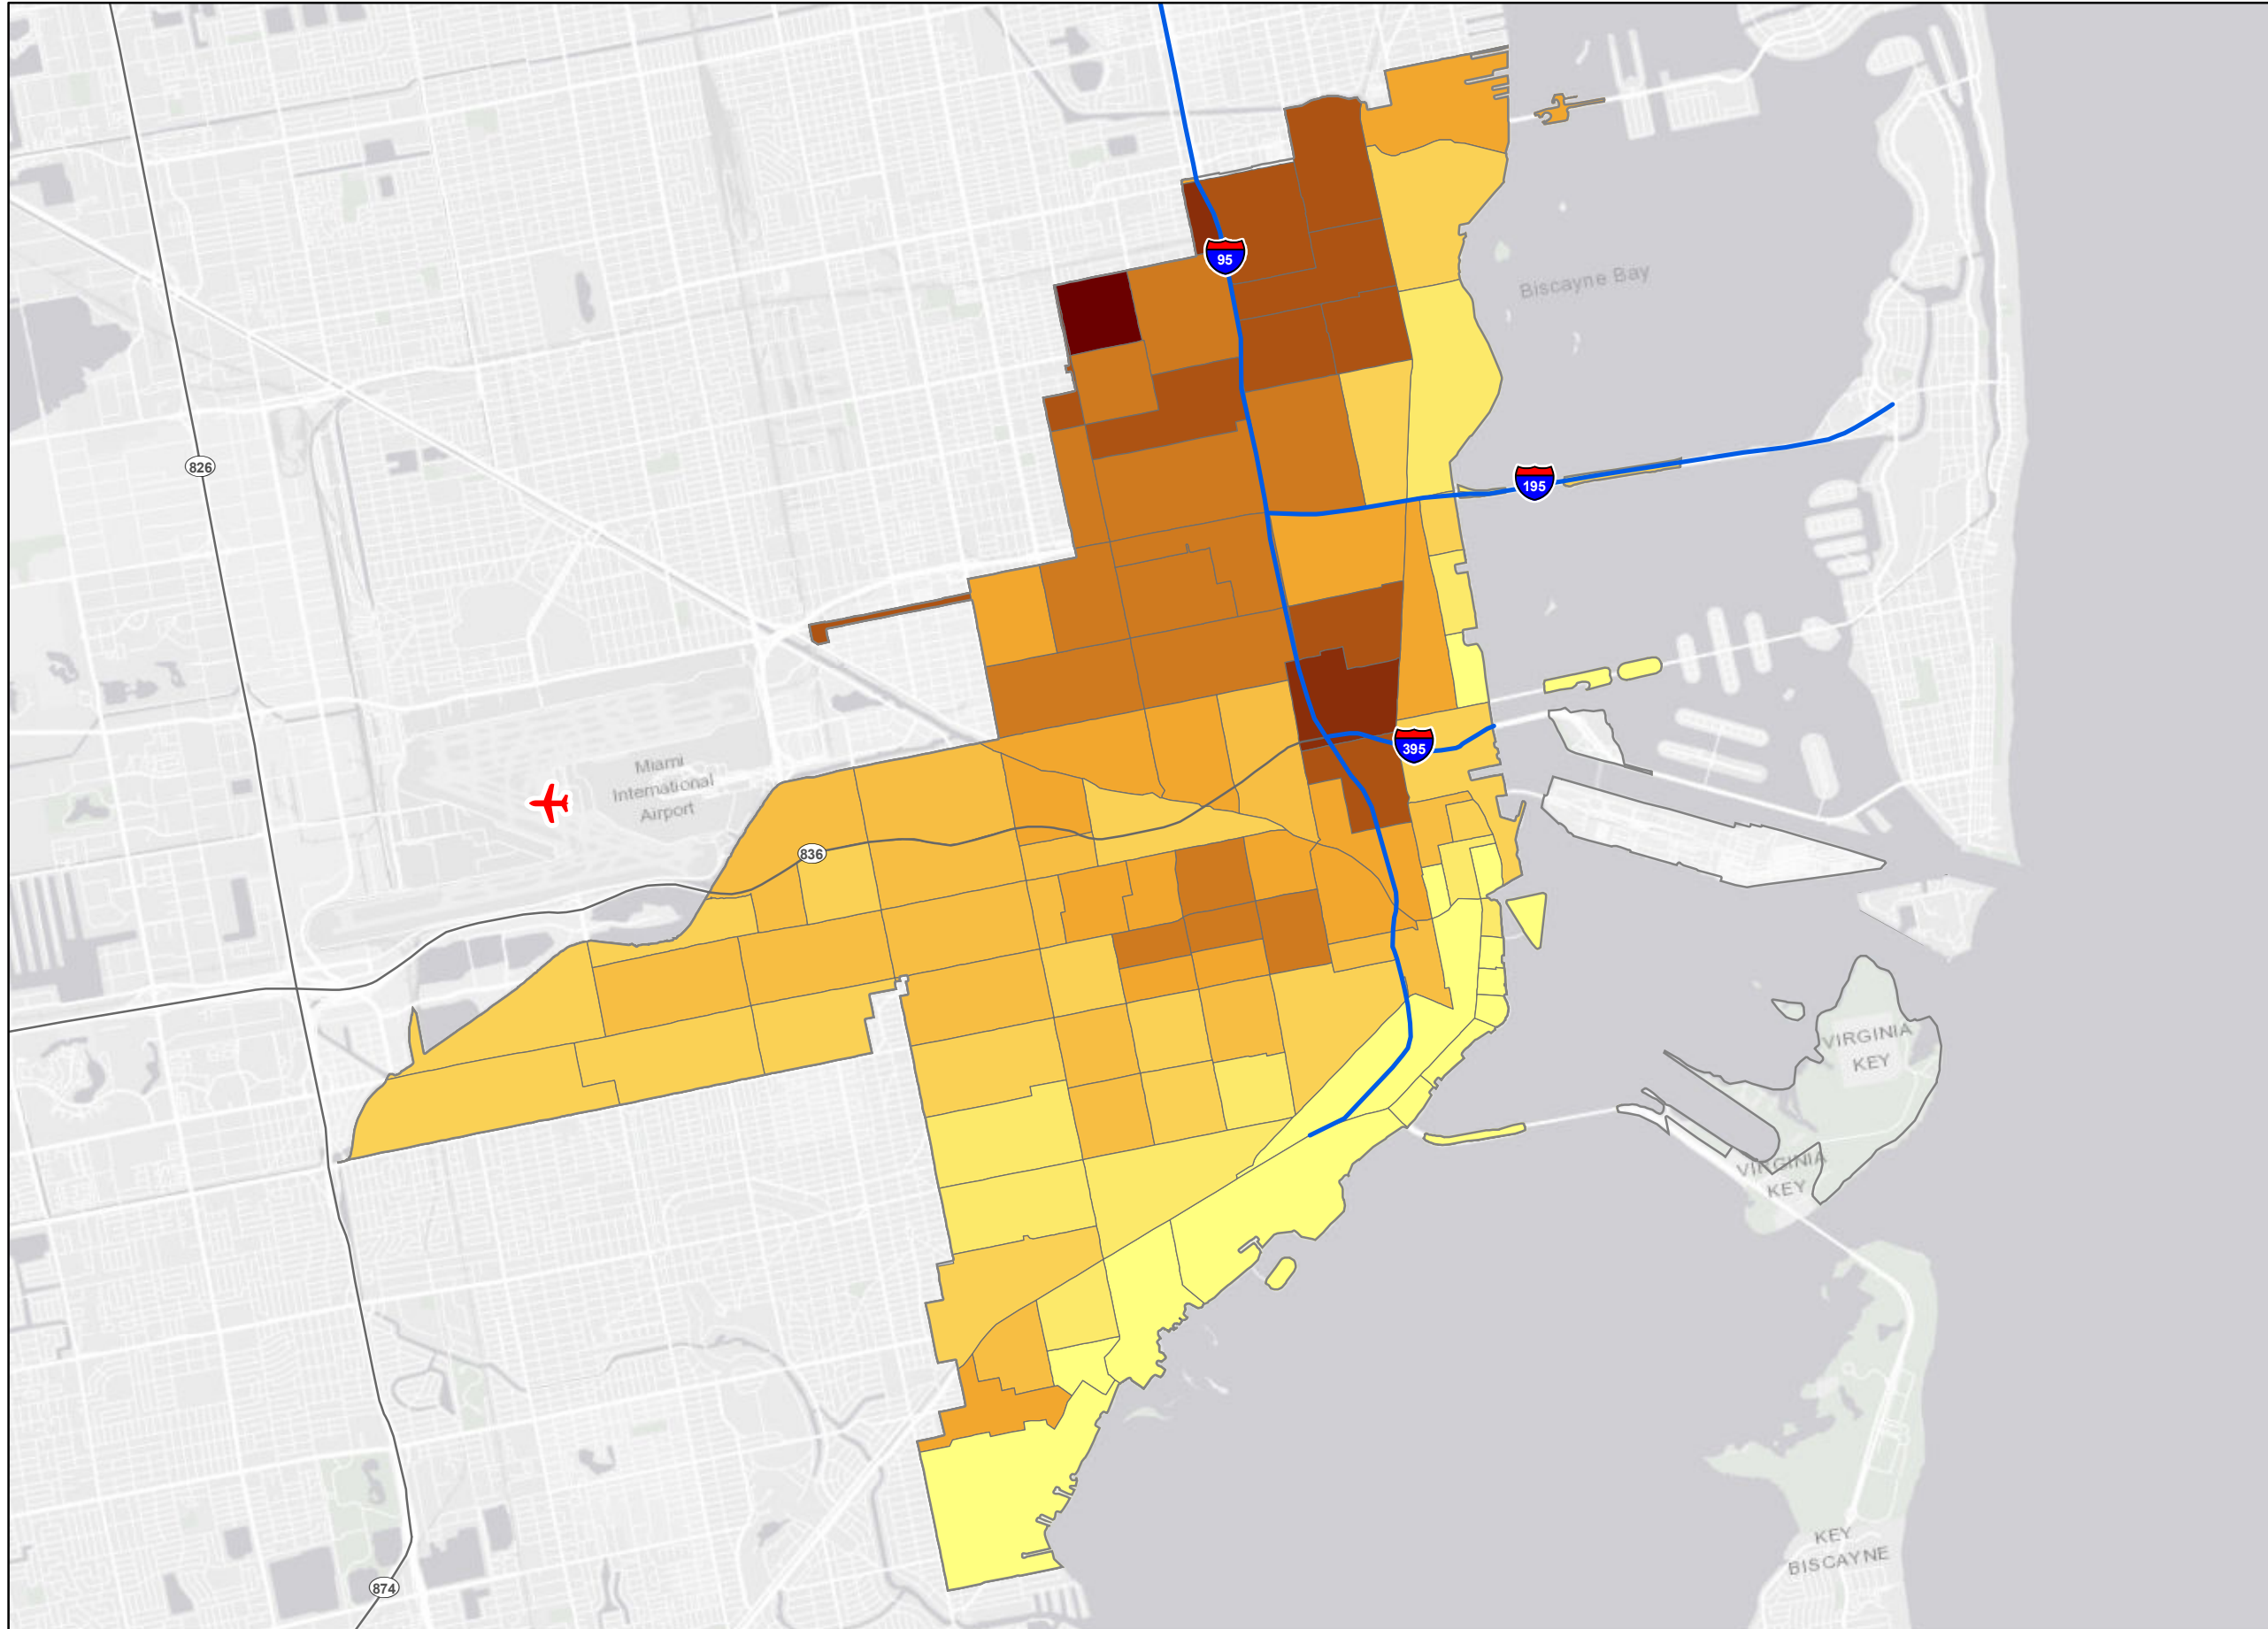 95
Biscayne Bay
826
195
395
Miami
International
Airport
836
VIRGINIA
KEY
VIRGINIA
KEY
KEY
BISCAYNE
874